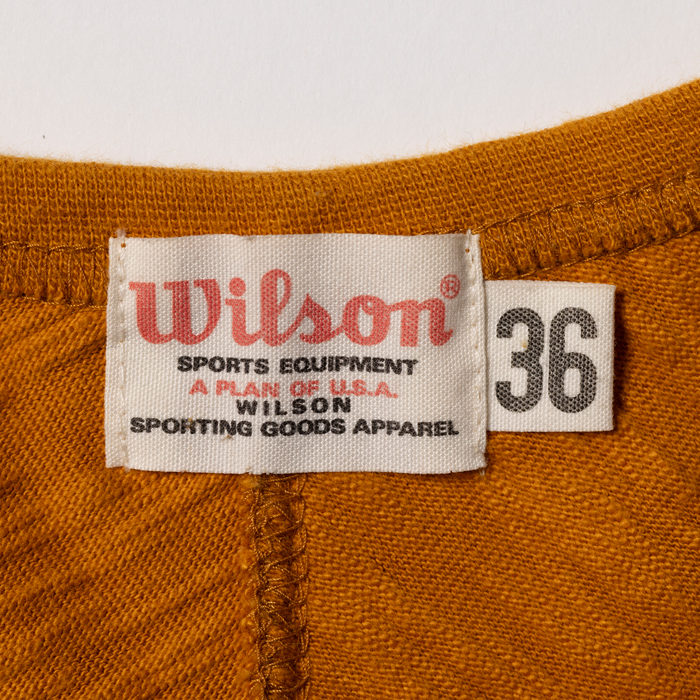 Wilson®
SPORTS EQUIPMENT
A PLAN OF U.S.A.
WILSON
SPORTING GOODS APPAREL
36